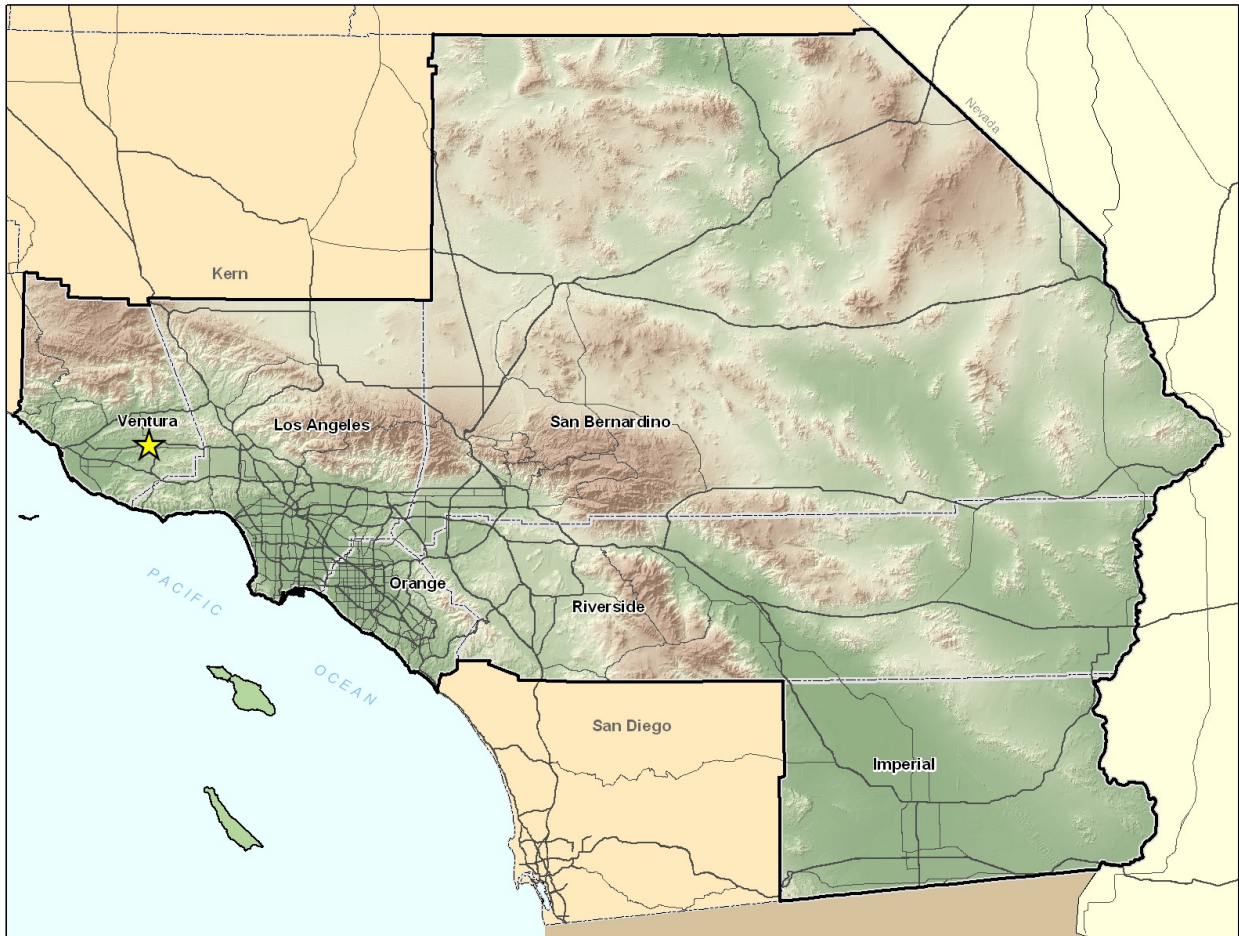 Nevada
Kern
Ventura
Los Angeles
San Bernardino
PACIFIC
OCEAN
Orange
Riverside
San Diego
Imperial